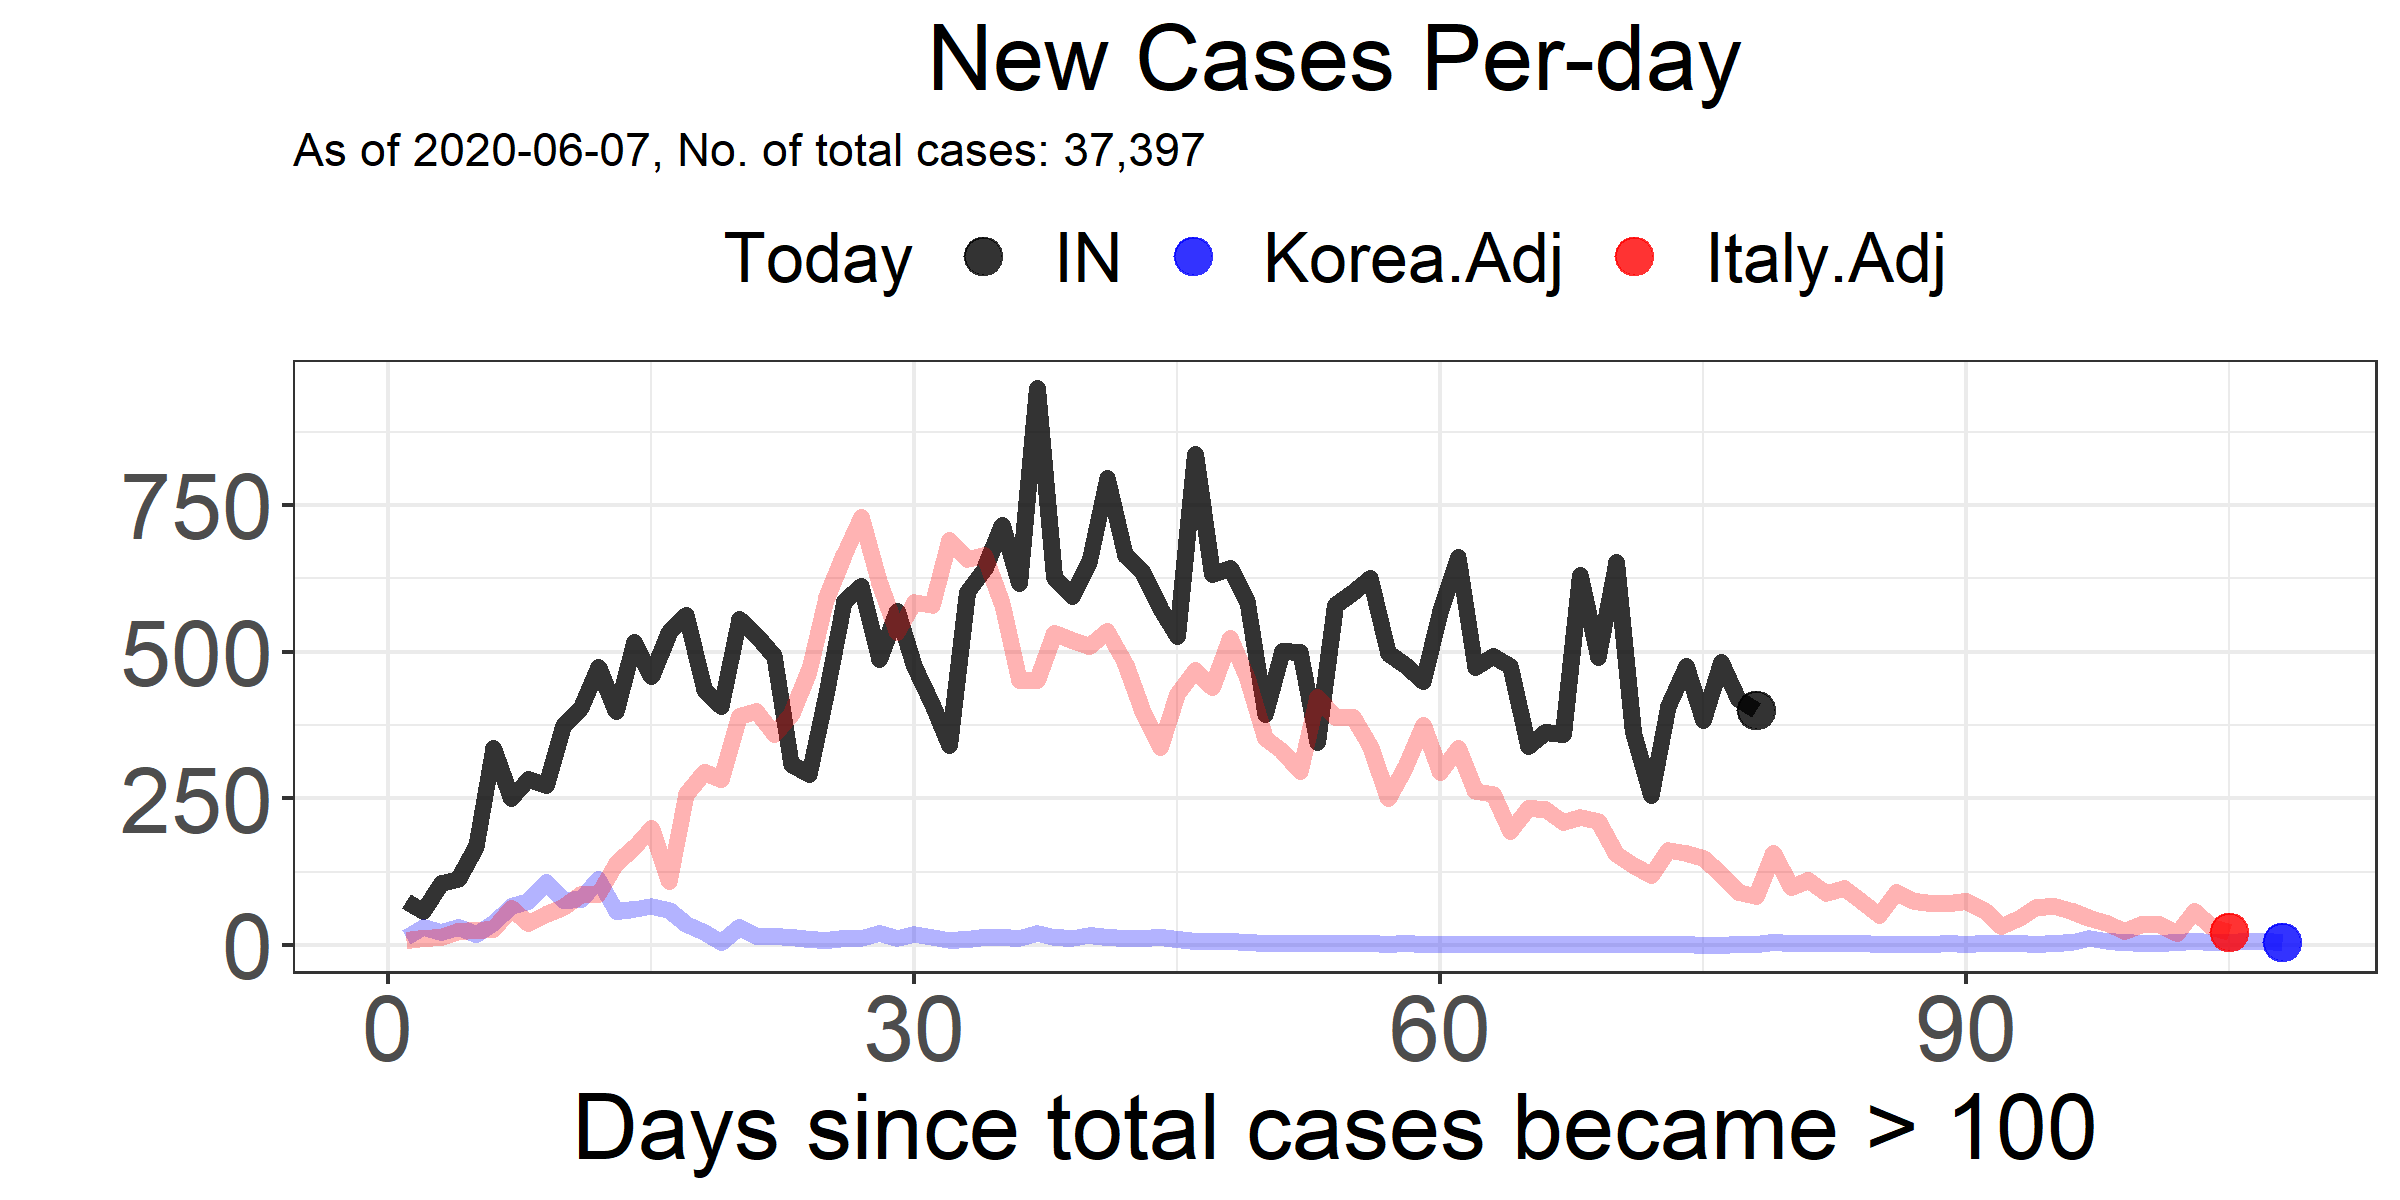 New Cases Per-day
As of 2020-06-07, No. of total cases: 37,397
Today IN Korea.Adj Italy.Adj
750
500
250
0
0 30 60 90
Days since total cases became > 100